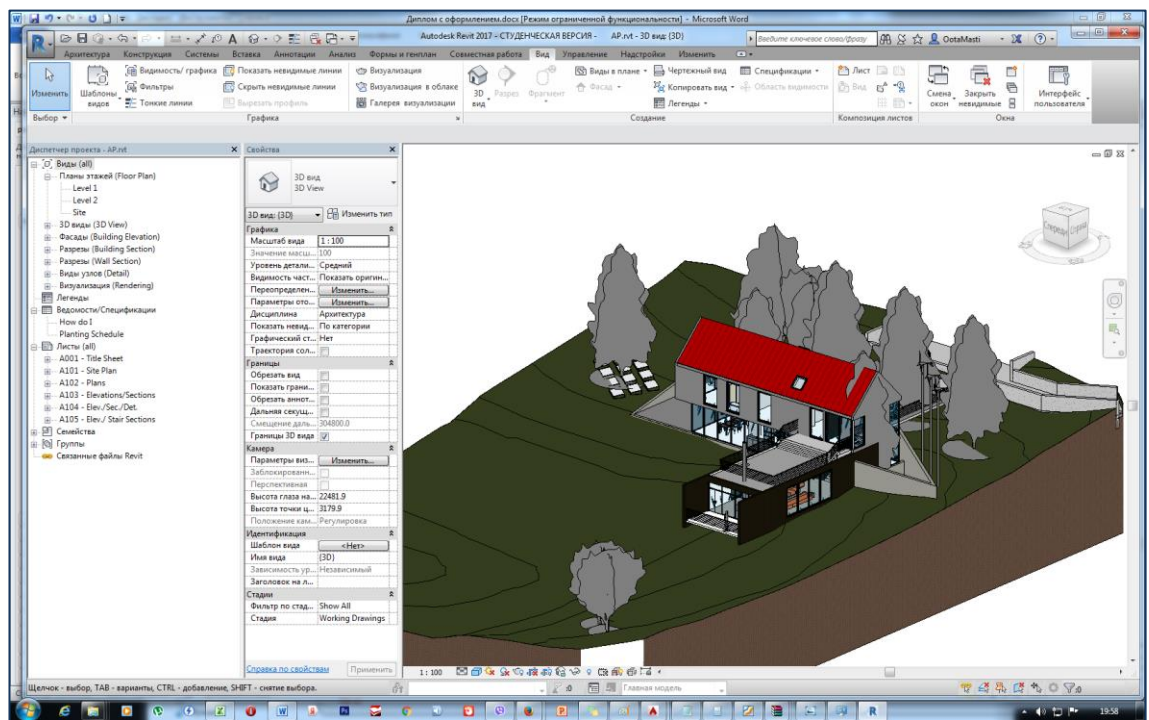 Диплом с оформлением.docx [Режим ограниченной функциональности] - Microsoft Word
Autodesk Revit 2017 - СТУДЕНЧЕСКАЯ ВЕРСИЯ - АР.rvt - 3D вид: {3D}
Введите ключевое слово/фразу
OotaMasti
Архитектура Конструкция Системы Вставка Аннотации Анализ Формы и генплан Совместная работа Вид Управление Надстройки Изменить
Изменить
Шаблоны видов
Видимость/ графика
Фильтры
Тонкие линии
Показать невидимые линии
Скрыть невидимые линии
Вырезать профиль
Визуализация
Визуализация в облаке
Галерея визуализации
3D вид
Разрез
Фрагмент
Виды в плане
Фасад
Чертежный вид
Копировать вид
Легенды
Спецификации
Область видимости
Лист
Вид
Смена окон
Закрыть невидимые
Интерфейс пользователя
Выбор
Графика
Создание
Композиция листов
Окна
Диспетчер проекта - АР.rvt
Виды (all)
Планы этажей (Floor Plan)
Level 1
Level 2
Site
3D виды (3D View)
Фасады (Building Elevation)
Разрезы (Building Section)
Разрезы (Wall Section)
Виды узлов (Detail)
Визуализация (Rendering)
Легенды
Ведомости/Спецификации
How do I
Planting Schedule
Листы (all)
A001 - Title Sheet
A101 - Site Plan
A102 - Plans
A103 - Elevations/Sections
A104 - Elev./Sec./Det.
A105 - Elev./ Stair Sections
Семейства
Группы
Связанные файлы Revit
Свойства
3D вид
3D View
3D вид: {3D}
Изменить тип
Графика
Масштаб вида 1 : 100
Значение масш... 100
Уровень детали... Средний
Видимость част... Показать оригин...
Переопределен... Изменить...
Параметры ото... Изменить...
Дисциплина Архитектура
Показать невид... По категории
Графический ст... Нет
Траектория сол...
Границы
Обрезать вид
Показать грани...
Обрезать аннот...
Дальняя секущ...
Смещение даль... 304800.0
Границы 3D вида
Камера
Параметры виз... Изменить...
Заблокированн...
Перспективная
Высота глаза на... 22481.9
Высота точки ц... 3179.9
Положение кам... Регулировка
Идентификация
Шаблон вида <Нет>
Имя вида {3D}
Зависимость ур... Независимый
Заголовок на л...
Стадии
Фильтр по стад... Show All
Стадия Working Drawings
Справка по свойствам
Применить
Спереди
1 : 100
Щелчок - выбор, TAB - варианты, CTRL - добавление, SHIFT - снятие выбора.
:0
Главная модель
:0
19:58